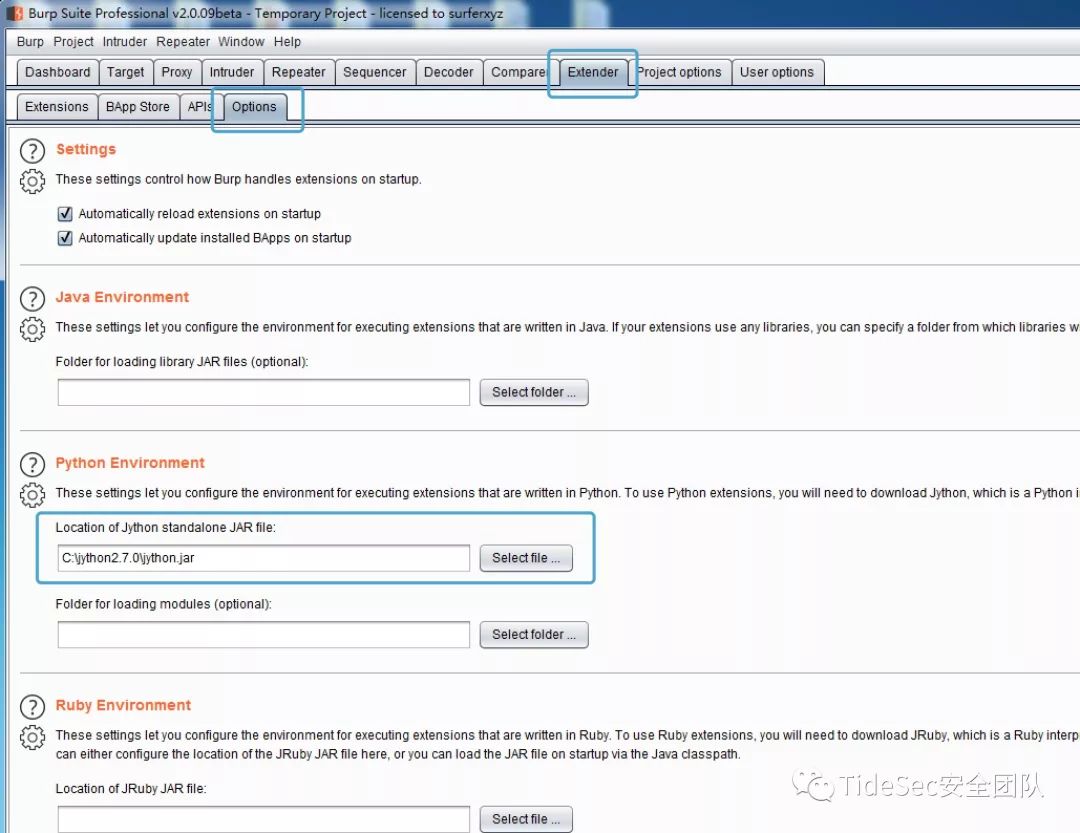 Burp Suite Professional v2.0.09beta - Temporary Project - licensed to surferxyz
Burp Project Intruder Repeater Window Help
Dashboard Target Proxy Intruder Repeater Sequencer Decoder Comparer Extender Project options User options
Extensions BApp Store APIs Options
Settings
These settings control how Burp handles extensions on startup.
Automatically reload extensions on startup
Automatically update installed BApps on startup
Java Environment
These settings let you configure the environment for executing extensions that are written in Java. If your extensions use any libraries, you can specify a folder from which libraries w
Folder for loading library JAR files (optional):
Select folder ...
Python Environment
These settings let you configure the environment for executing extensions that are written in Python. To use Python extensions, you will need to download Jython, which is a Python i
Location of Jython standalone JAR file:
C:\jython2.7.0\jython.jar Select file ...
Folder for loading modules (optional):
Select folder ...
Ruby Environment
These settings let you configure the environment for executing extensions that are written in Ruby. To use Ruby extensions, you will need to download JRuby, which is a Ruby interp
can either configure the location of the JRuby JAR file here, or you can load the JAR file on startup via the Java classpath.
TideSec安全团队
Location of JRuby JAR file:
Select file ...